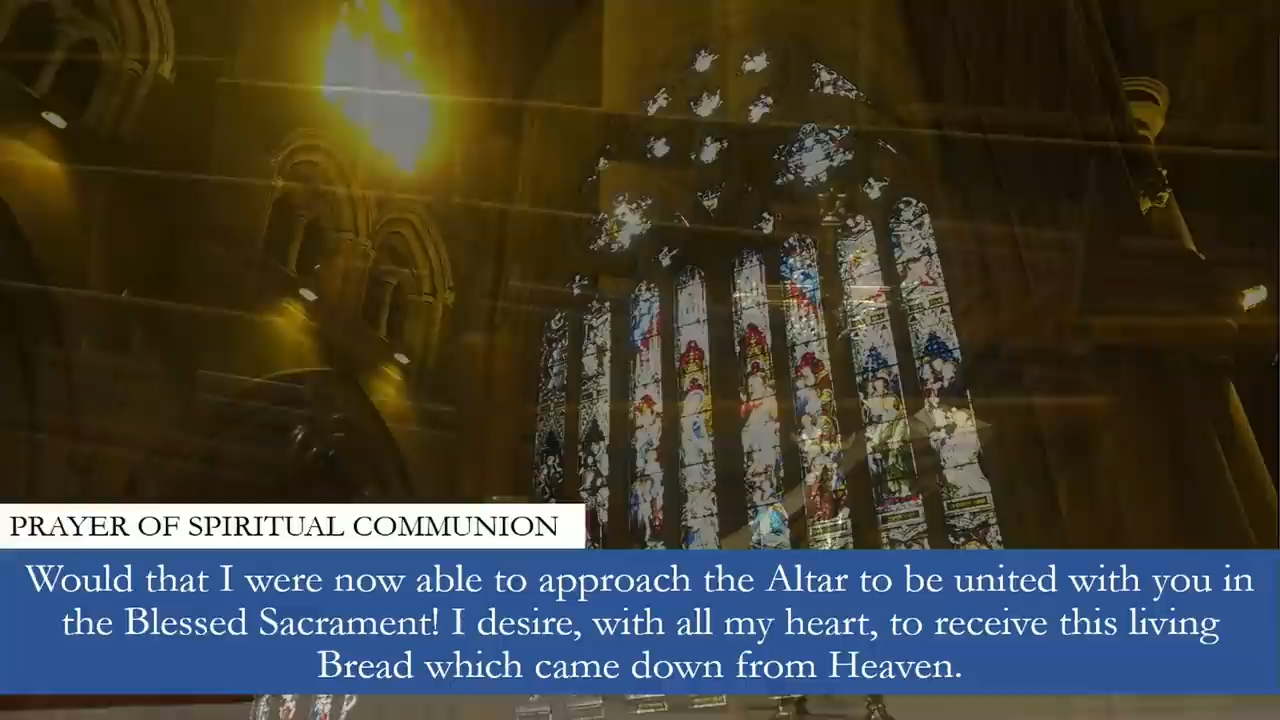 PRAYER OF SPIRITUAL COMMUNION
Would that I were now able to approach the Altar to be united with you in
the Blessed Sacrament! I desire, with all my heart, to receive this living
Bread which came down from Heaven.